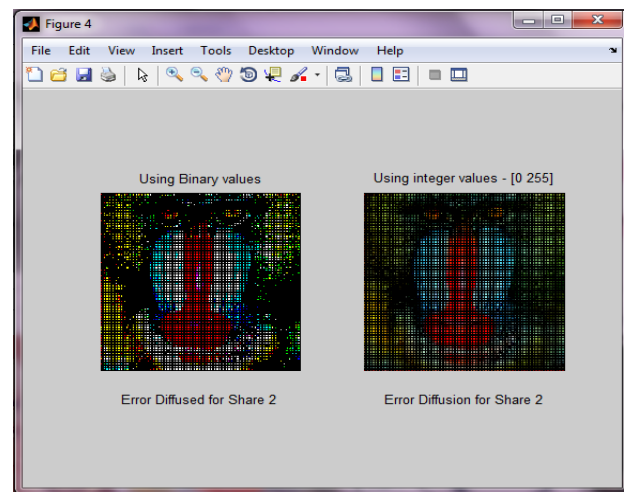 Figure 4
File Edit View Insert Tools Desktop Window Help
Using Binary values
Using integer values - [0 255]
Error Diffused for Share 2
Error Diffusion for Share 2